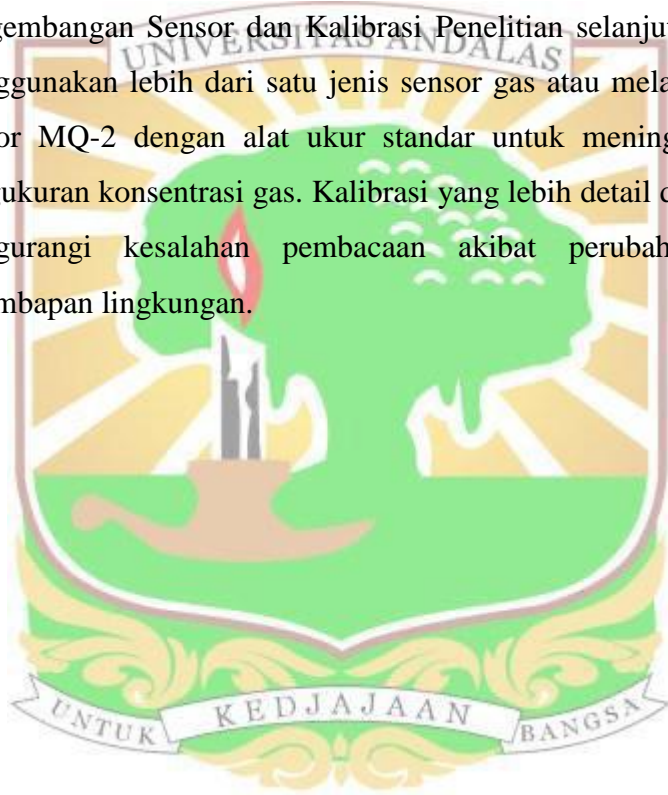 gembangan Sensor dan Kalibrasi Penelitian selanjut
UNIVERSITAS ANDALAS
ggunakan lebih dari satu jenis sensor gas atau mela
or MQ-2 dengan alat ukur standar untuk mening
gukuran konsentrasi gas. Kalibrasi yang lebih detail
gurangi kesalahan pembacaan akibat perubah
mbapan lingkungan.
UNTUK KEDJAJAAN BANGSA